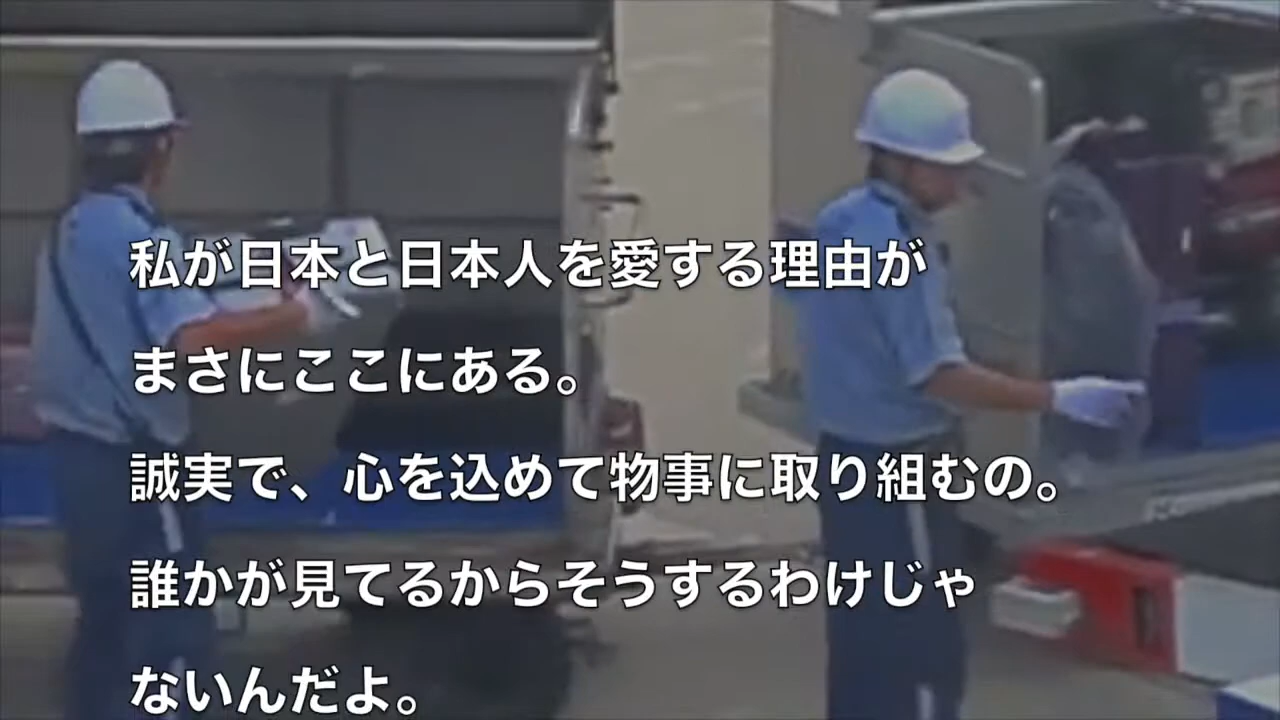 私が日本と日本人を愛する理由が
まさにここにある。
誠実で、心を込めて物事に取り組むの。
誰かが見てるからそうするわけじゃ
ないんだよ。